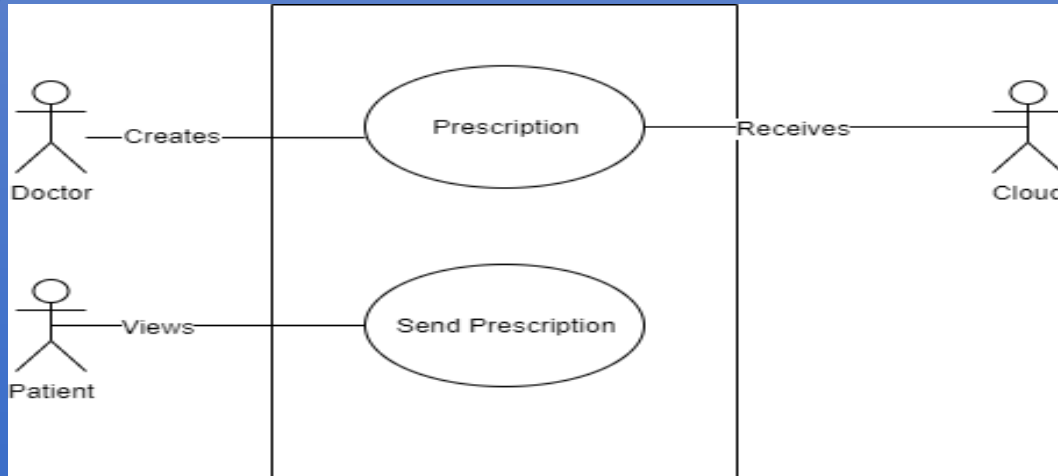 Prescription
Creates
Receives
Doctor
Cloud
Send Prescription
Views
Patient